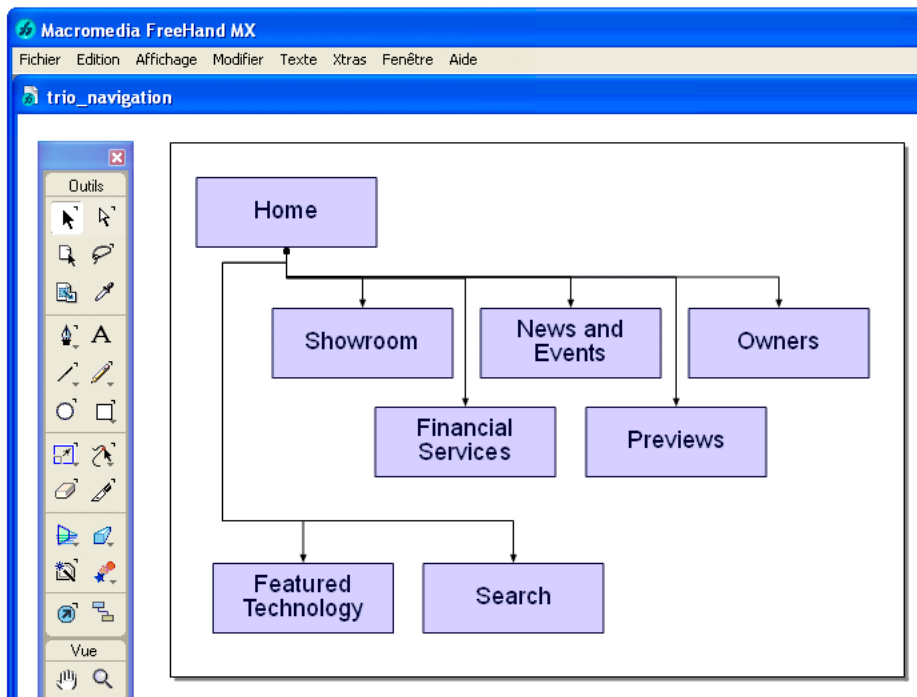 Macromedia FreeHand MX
Fichier Edition Affichage Modifier Texte Xtras Fenêtre Aide
trio_navigation
Outils
Home
Showroom
News and
Events
Owners
Financial
Services
Previews
Featured
Technology
Search
Vue